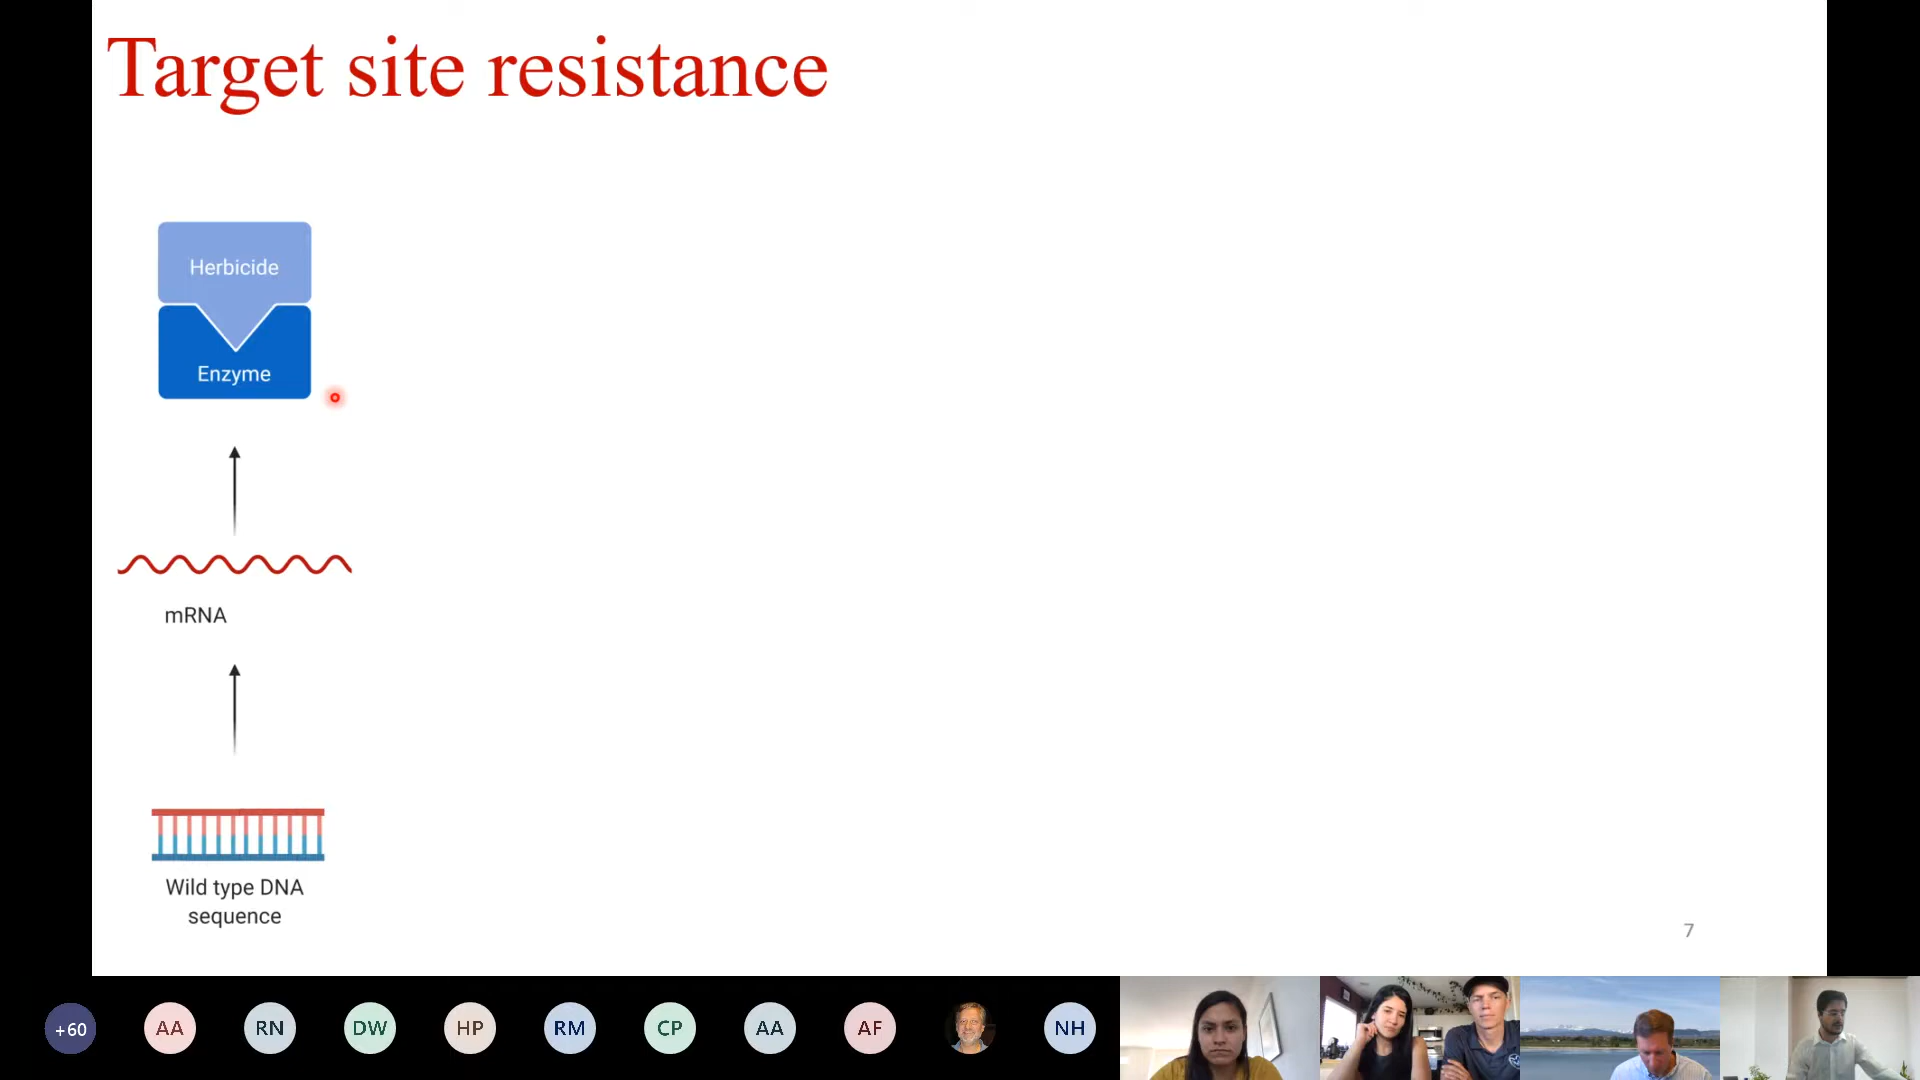 Target site resistance
Herbicide
Enzyme
mRNA
Wild type DNA
sequence
7
+60
AA
RN
DW
HP
RM
CP
AA
AF
NH